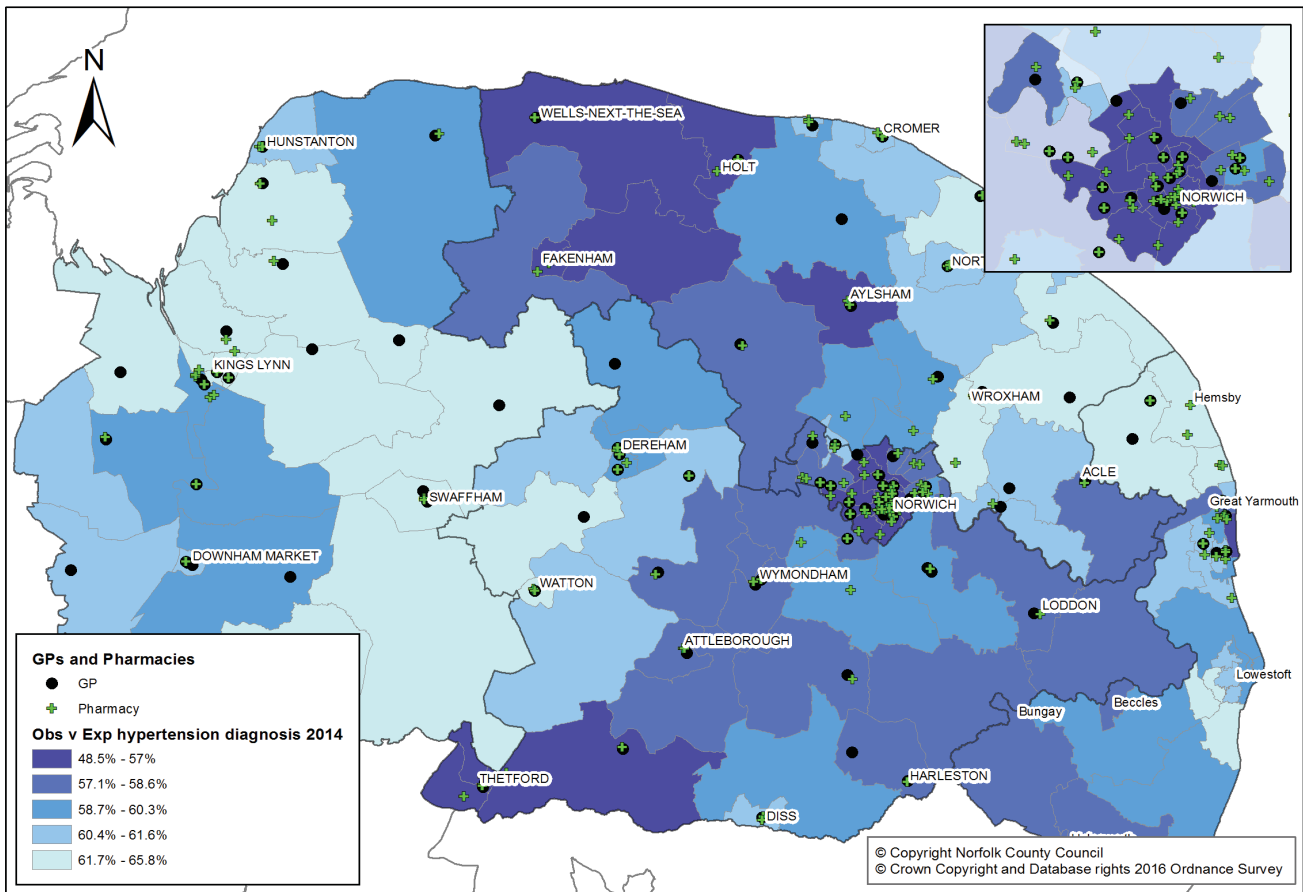 N
WELLS-NEXT-THE-SEA
CROMER
HUNSTANTON
HOLT
NORWICH
FAKENHAM
NORT
AYLSHAM
KINGS LYNN
WROXHAM
Hemsby
DEREHAM
ACLE
SWAFFHAM
NORWICH
Great Yarmouth
DOWNHAM MARKET
WYMONDHAM
WATTON
LODDON
ATTLEBOROUGH
Lowestoft
Beccles
Bungay
THETFORD
HARLESTON
DISS
GPs and Pharmacies
GP
Pharmacy
Obs v Exp hypertension diagnosis 2014
48.5% - 57%
57.1% - 58.6%
58.7% - 60.3%
60.4% - 61.6%
61.7% - 65.8%
© Copyright Norfolk County Council
© Crown Copyright and Database rights 2016 Ordnance Survey